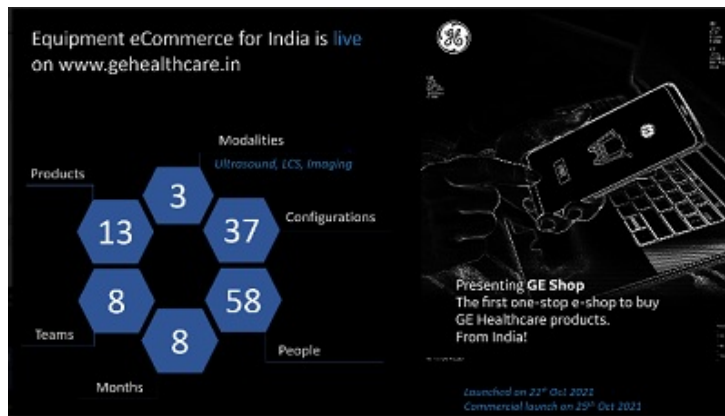 Equipment eCommerce for India is live
on www.gehealthcare.in
Modalities
Ultrasound, LCS, Imaging
3
Products
13
37
Configurations
8
Teams
58
People
8
Months
Presenting GE Shop
The first one-stop e-shop to buy
GE Healthcare products.
From India!
Launched on 21st Oct 2021
Commercial launch on 25th Oct 2021